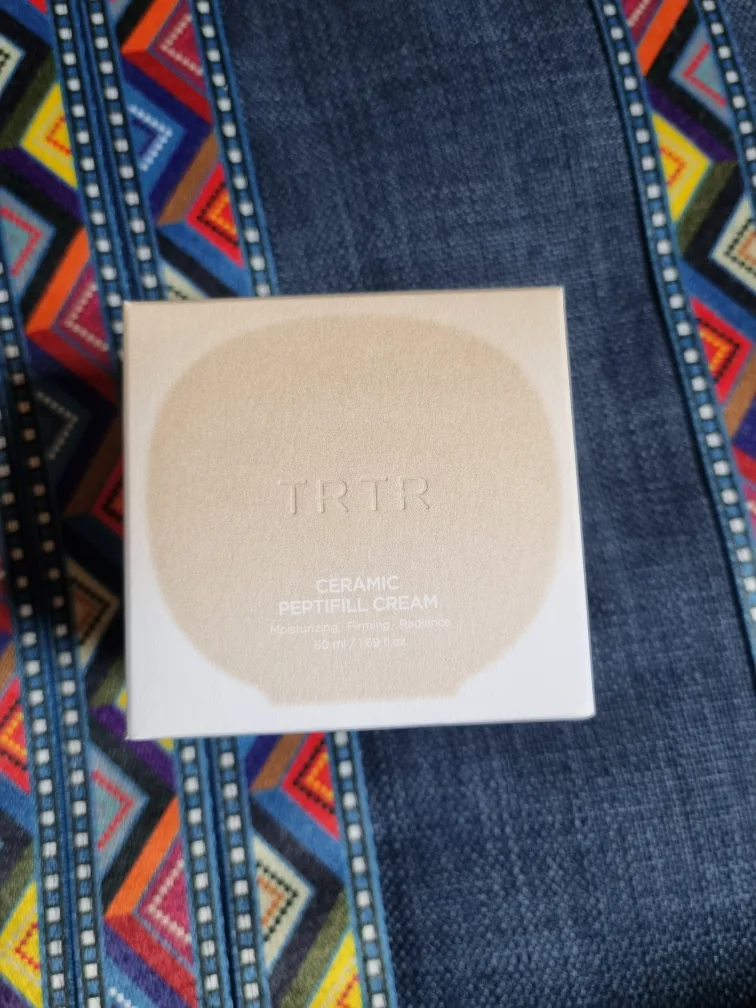 TRTR
CERAMIC
PEPTIFILL CREAM
Moisturizing . Firming . Radiance
50 ml / 1.69 fl.oz.